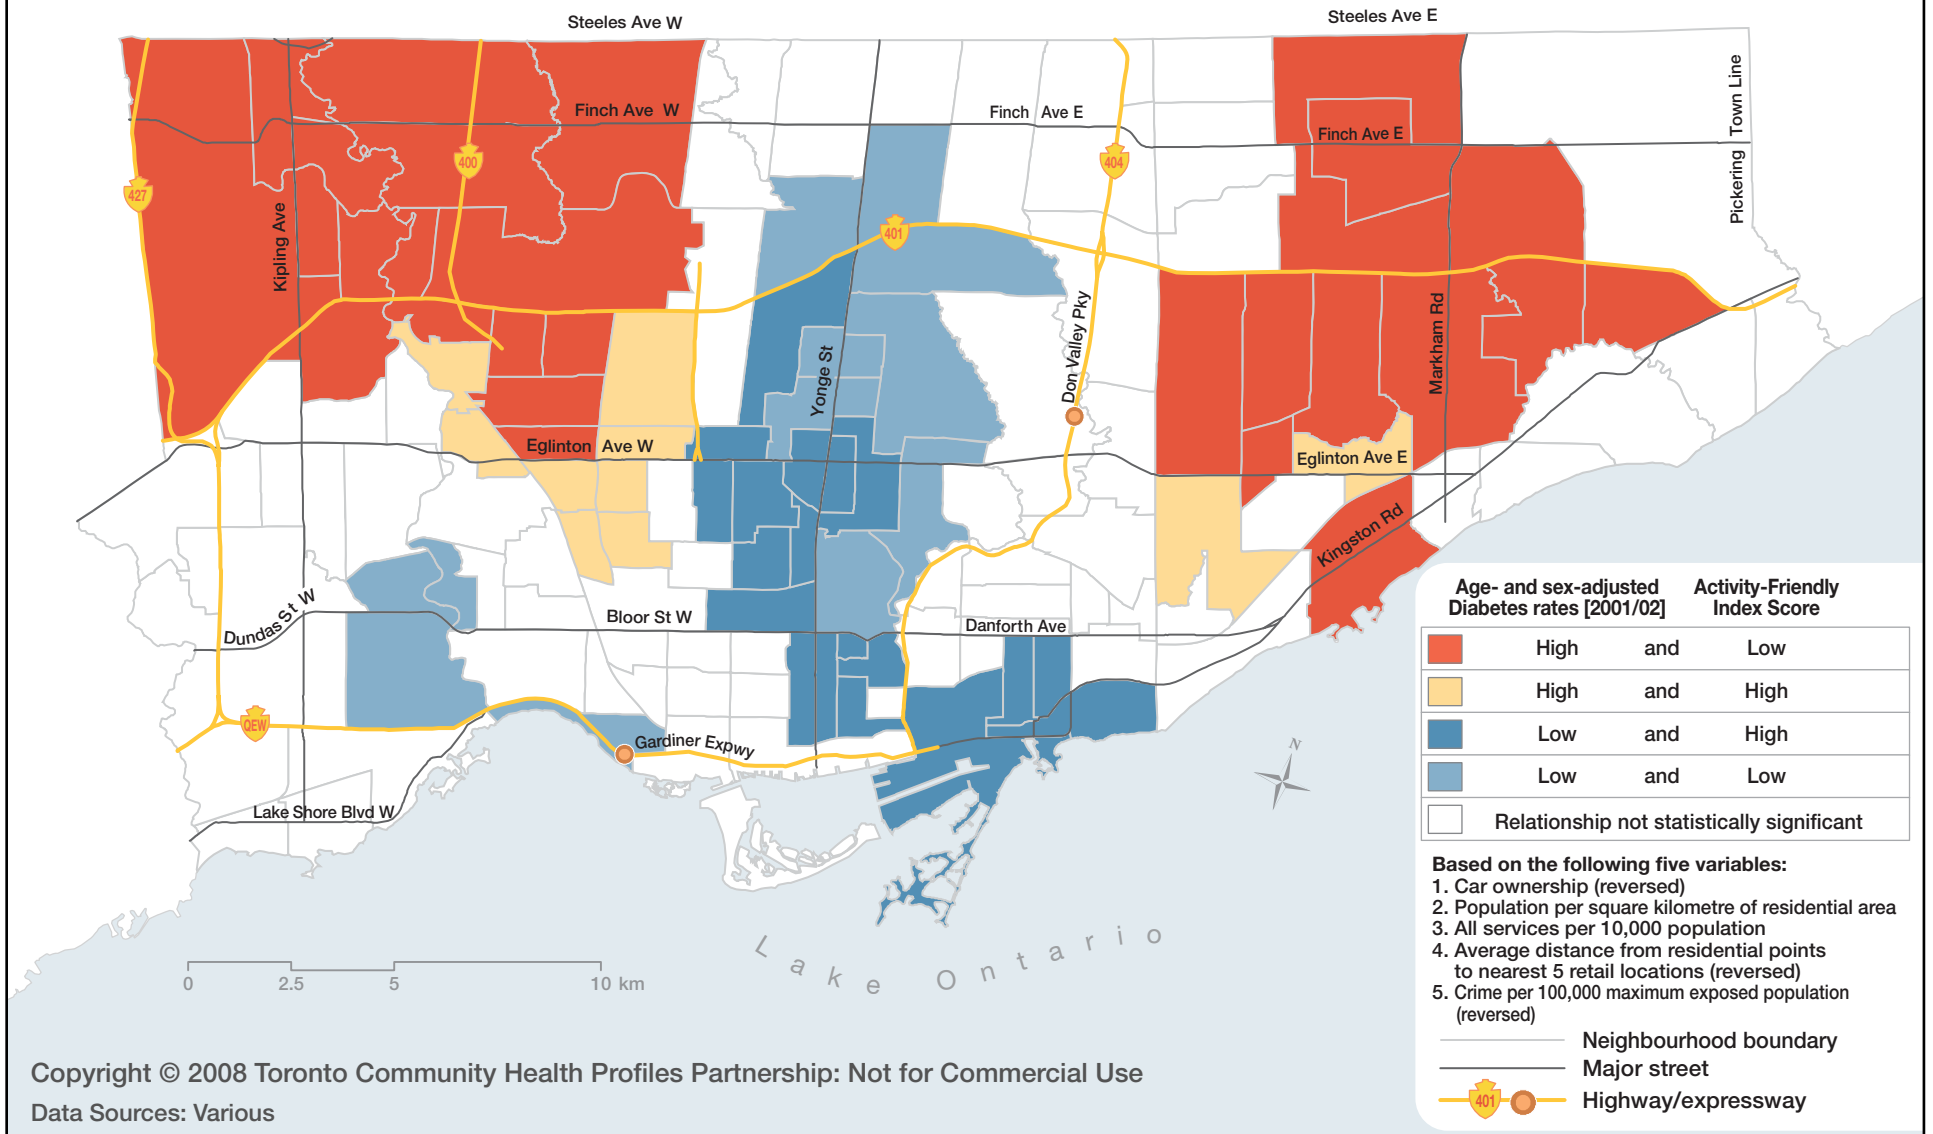 Steeles Ave W
Steeles Ave E
Finch Ave W
Finch Ave E
Finch Ave E
Pickering Town Line
427
400
404
401
Kipling Ave
Yonge St
Don Valley Pky
Markham Rd
Eglinton Ave W
Eglinton Ave E
Kingston Rd
Dundas St W
Bloor St W
Danforth Ave
QEW
Gardiner Expwy
Lake Shore Blvd W
N
Lake Ontario
0 2.5 5 10 km
Age- and sex-adjusted Activity-Friendly
Diabetes rates [2001/02] Index Score
High and Low
High and High
Low and High
Low and Low
Relationship not statistically significant
Based on the following five variables:
1. Car ownership (reversed)
2. Population per square kilometre of residential area
3. All services per 10,000 population
4. Average distance from residential points
to nearest 5 retail locations (reversed)
5. Crime per 100,000 maximum exposed population
(reversed)
Neighbourhood boundary
Major street
401 Highway/expressway
Copyright © 2008 Toronto Community Health Profiles Partnership: Not for Commercial Use
Data Sources: Various